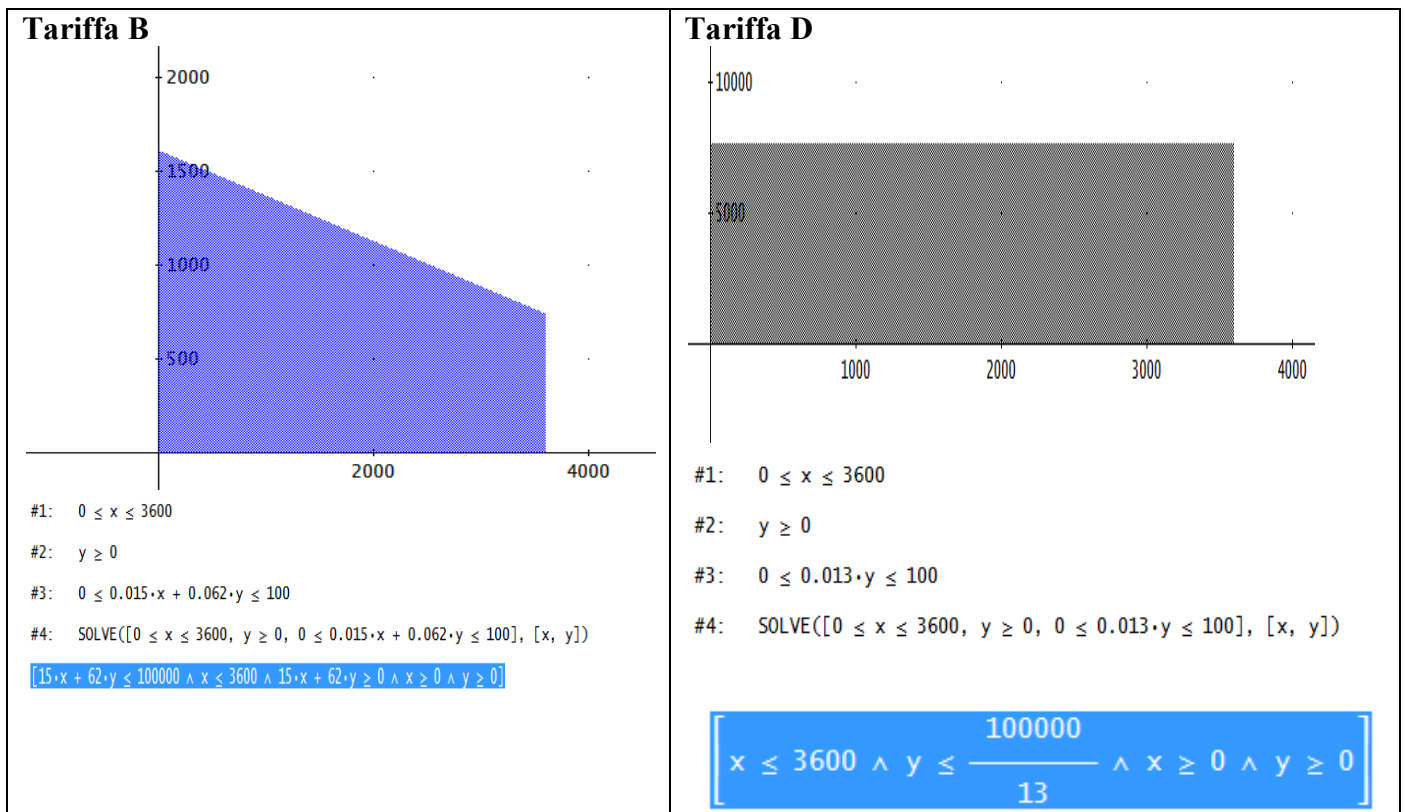 Tariffa B
2000
1500
1000
500
2000 4000
#1: 0 ≤ x ≤ 3600
#2: y ≥ 0
#3: 0 ≤ 0.015·x + 0.062·y ≤ 100
#4: SOLVE([0 ≤ x ≤ 3600, y ≥ 0, 0 ≤ 0.015·x + 0.062·y ≤ 100], [x, y])
[15·x + 62·y ≤ 100000 ∧ x ≤ 3600 ∧ 15·x + 62·y ≥ 0 ∧ x ≥ 0 ∧ y ≥ 0]
Tariffa D
10000
5000
1000 2000 3000 4000
#1: 0 ≤ x ≤ 3600
#2: y ≥ 0
#3: 0 ≤ 0.013·y ≤ 100
#4: SOLVE([0 ≤ x ≤ 3600, y ≥ 0, 0 ≤ 0.013·y ≤ 100], [x, y])
100000
[x ≤ 3600 ∧ y ≤ ─── ∧ x ≥ 0 ∧ y ≥ 0]
13